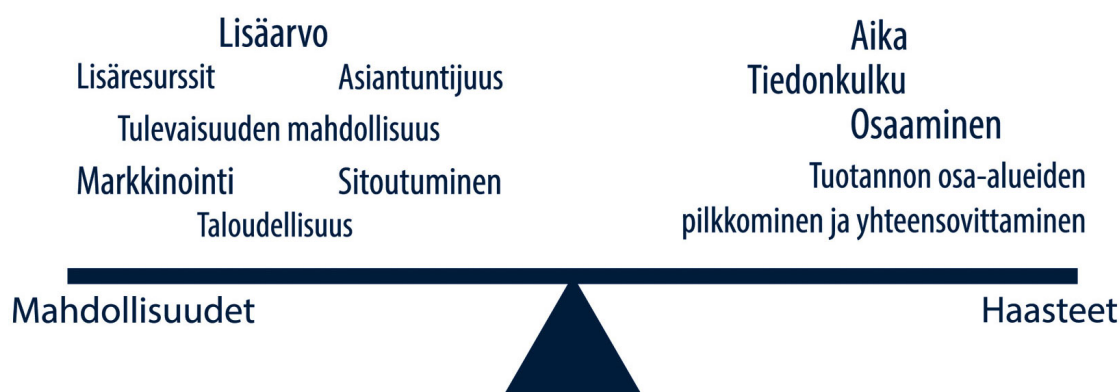 Lisäarvo
Lisäresurssit
Asiantuntijuus
Tulevaisuuden mahdollisuus
Markkinointi
Sitoutuminen
Taloudellisuus
Aika
Tiedonkulku
Osaaminen
Tuotannon osa-alueiden
pilkkominen ja yhteensovittaminen
Mahdollisuudet
Haasteet